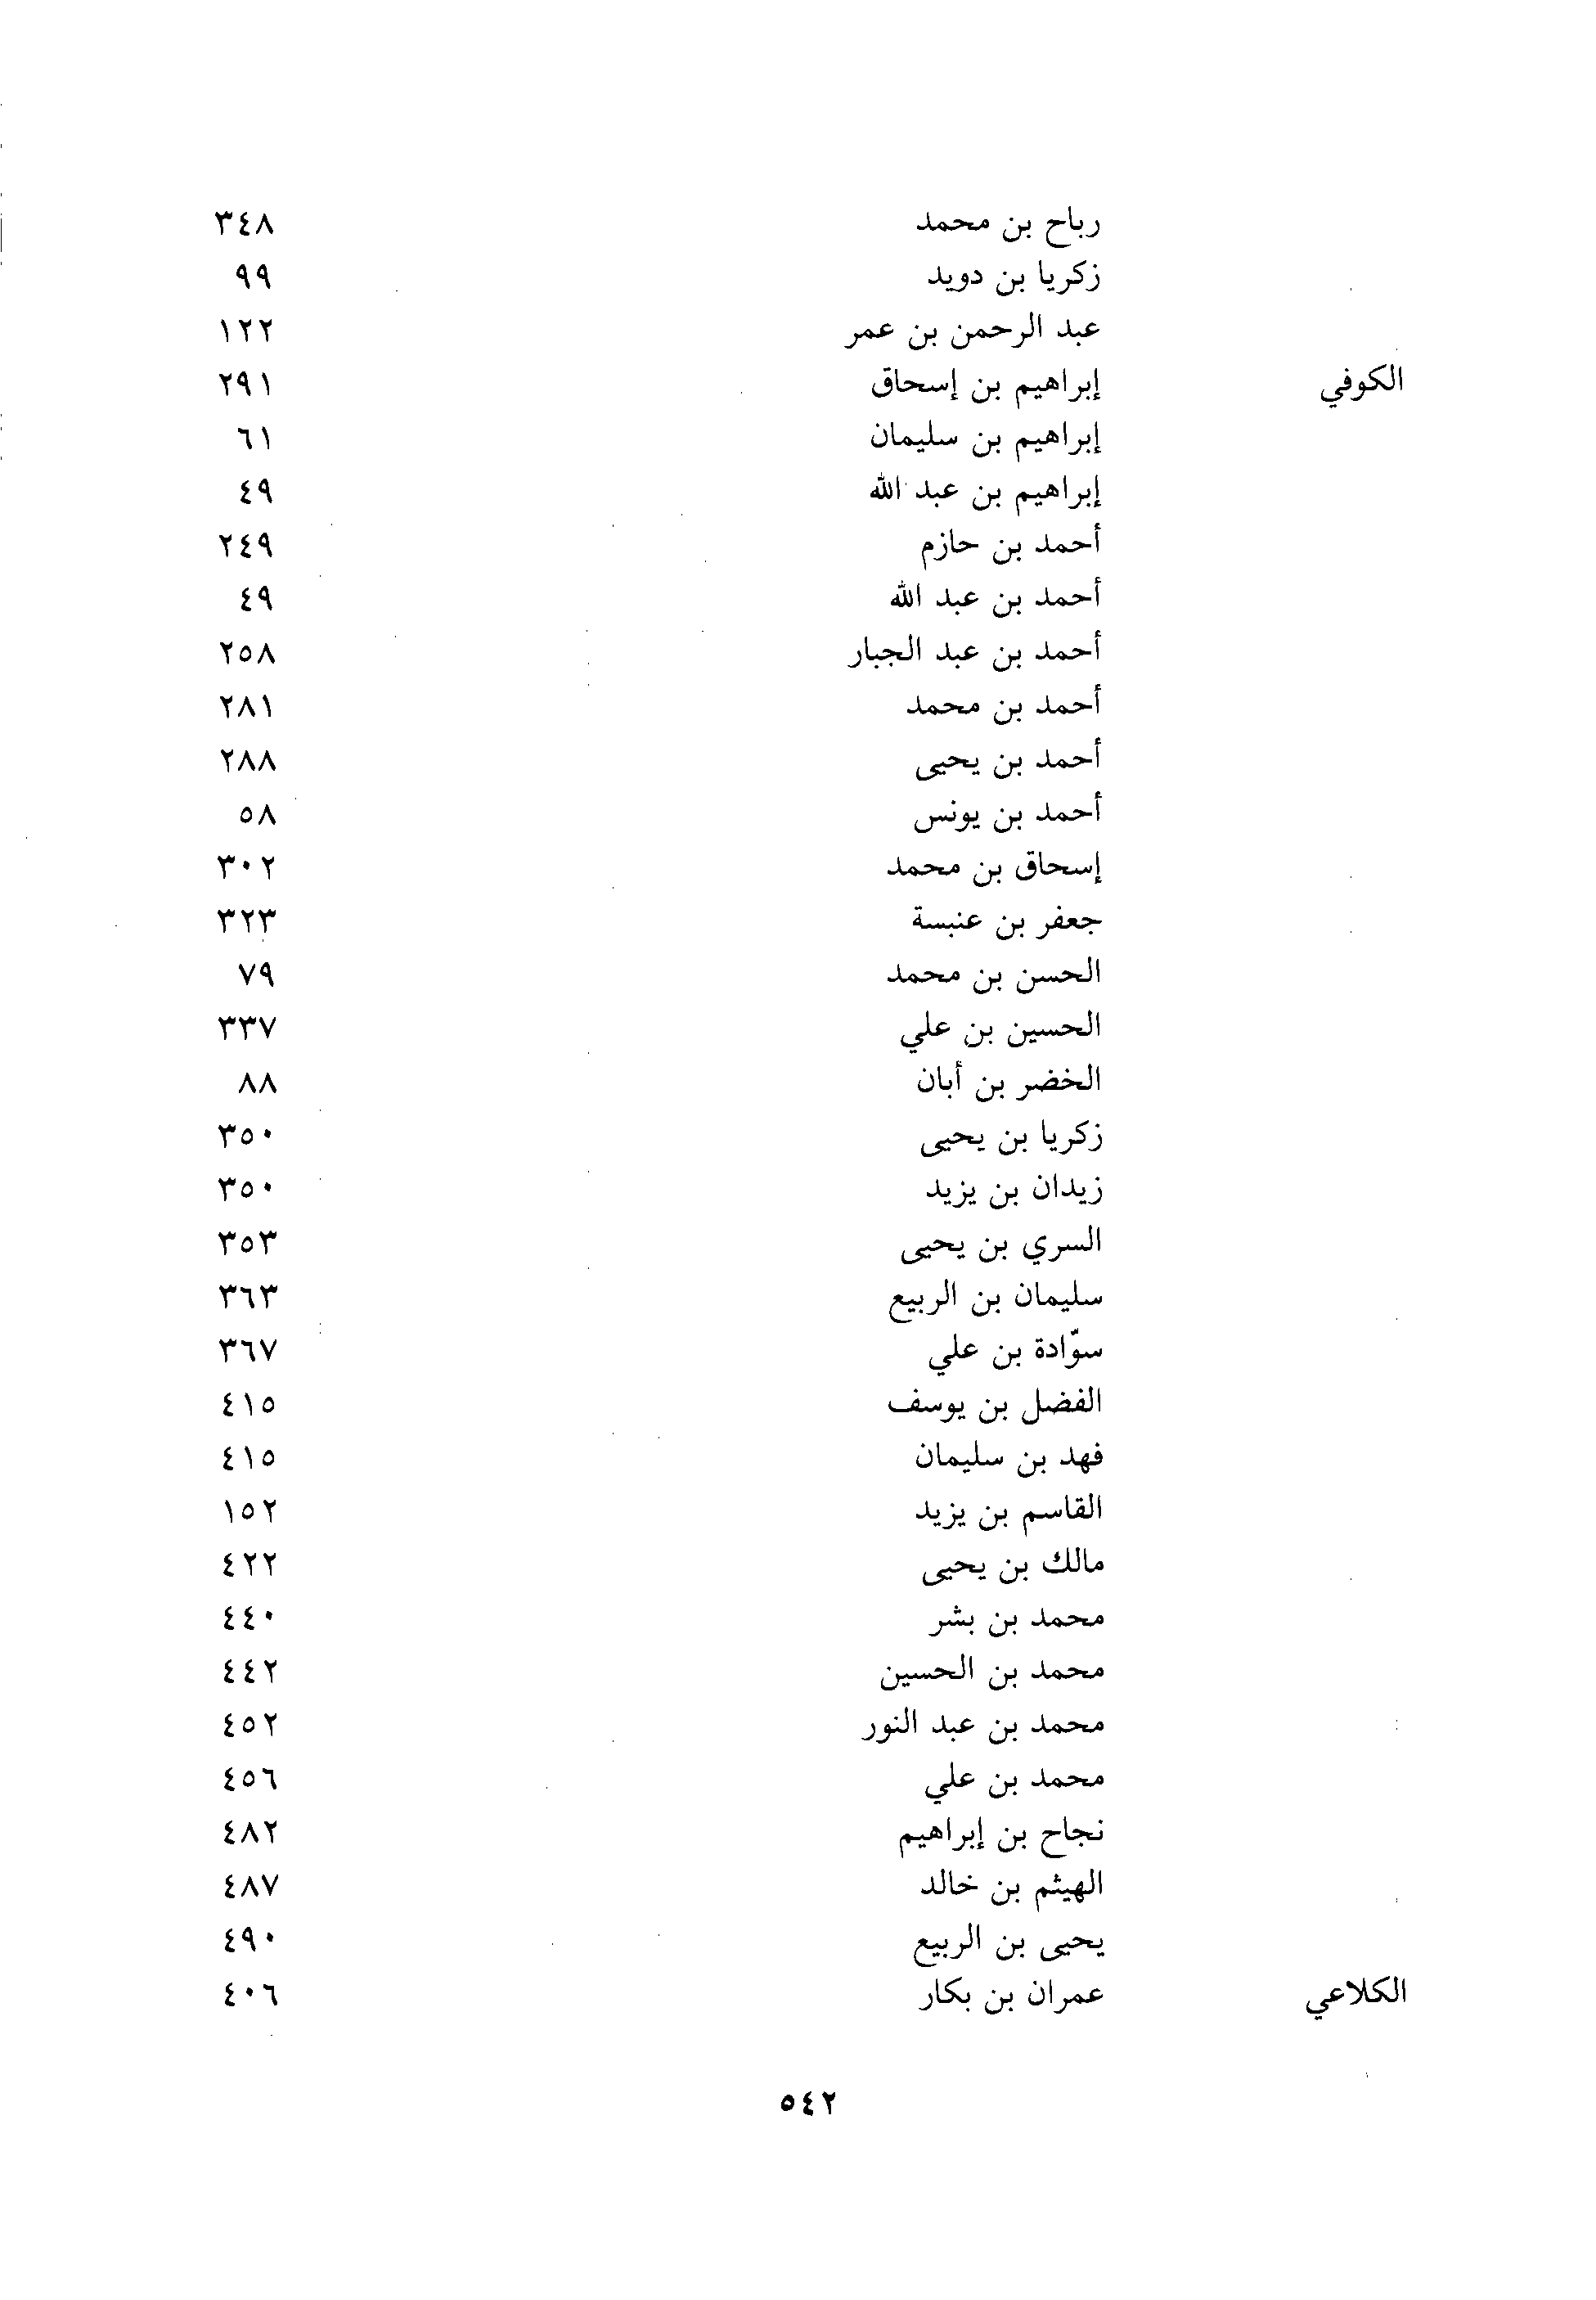 رباح بن محمد ٣٤٨
زكريا بن دويد ٩٩
عبد الرحمن بن عمر ١٢٢
الكوفي إبراهيم بن إسحاق ٢٩١
إبراهيم بن سليمان ٦١
إبراهيم بن عبد الله ٤٩
أحمد بن حازم ٢٤٩
أحمد بن عبد الله ٤٩
أحمد بن عبد الجبار ٢٥٨
أحمد بن محمد ٢٨١
أحمد بن يحيى ٢٨٨
أحمد بن يونس ٥٨
إسحاق بن محمد ٣٠٢
جعفر بن عنبسة ٣٢٣
الحسن بن محمد ٧٩
الحسين بن علي ٣٣٧
الخضر بن أبان ٨٨
زكريا بن يحيى ٣٥٠
زيدان بن يزيد ٣٥٠
السري بن يحيى ٣٥٣
سليمان بن الربيع ٣٦٣
سوّادة بن علي ٣٦٧
الفضل بن يوسف ٤١٥
فهد بن سليمان ٤١٥
القاسم بن يزيد ١٥٢
مالك بن يحيى ٤٢٢
محمد بن بشر ٤٤٠
محمد بن الحسين ٤٤٢
محمد بن عبد النور ٤٥٢
محمد بن علي ٤٥٦
نجاح بن إبراهيم ٤٨٢
الهيثم بن خالد ٤٨٧
يحيى بن الربيع ٤٩٠
الكلاعي عمران بن بكار ٤٠٦
٥٤٢